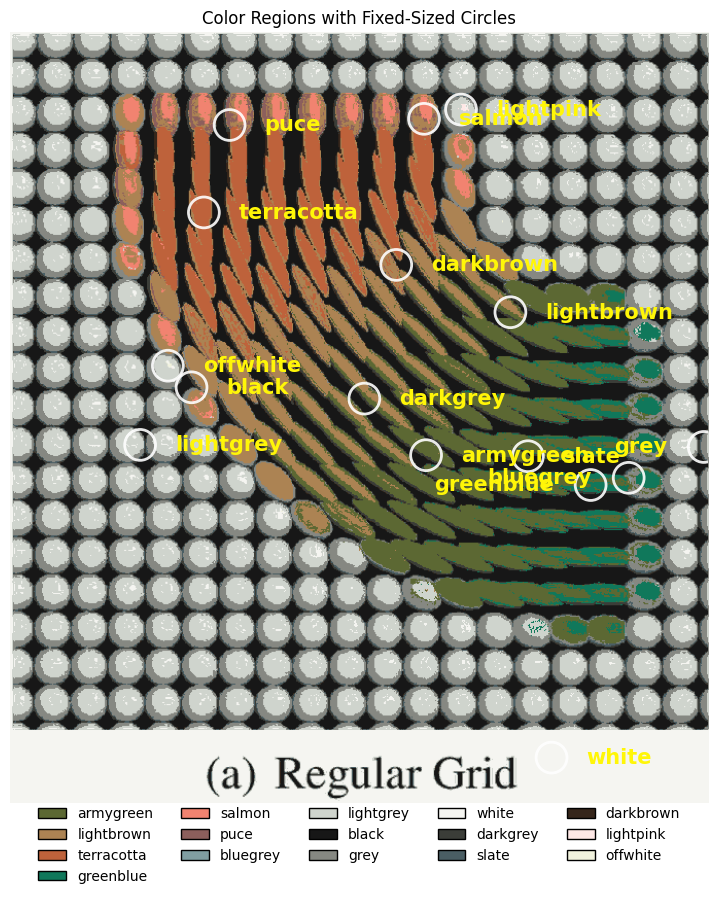 Color Regions with Fixed-Sized Circles
lightpink
salmon
puce
terracotta
darkbrown
lightbrown
offwhite
black
darkgrey
lightgrey
grey
armygreen
slate
bluegrey
greenblue
white
(a) Regular Grid
armygreen salmon lightgrey white darkbrown
lightbrown puce black darkgrey lightpink
terracotta bluegrey grey slate offwhite
greenblue